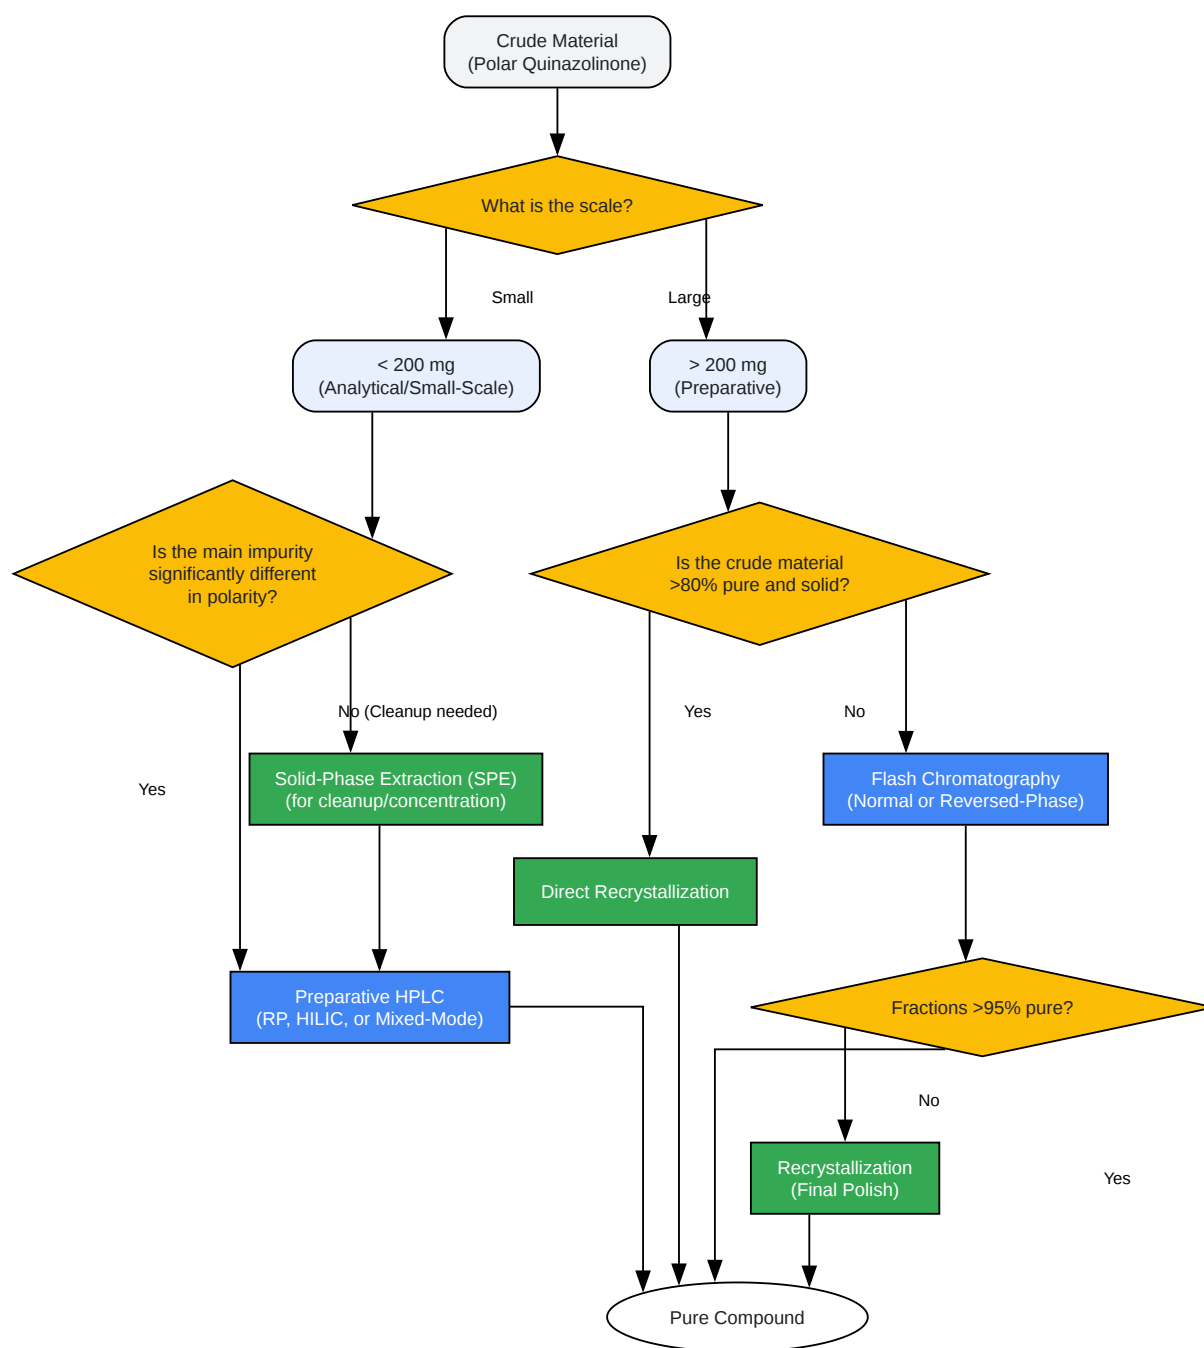 Crude Material
(Polar Quinazolinone)
What is the scale?
Small
Large
< 200 mg
(Analytical/Small-Scale)
> 200 mg
(Preparative)
Is the main impurity
significantly different
in polarity?
Is the crude material
>80% pure and solid?
No (Cleanup needed)
Yes
No
Yes
Solid-Phase Extraction (SPE)
(for cleanup/concentration)
Flash Chromatography
(Normal or Reversed-Phase)
Direct Recrystallization
Preparative HPLC
(RP, HILIC, or Mixed-Mode)
Fractions >95% pure?
No
Yes
Recrystallization
(Final Polish)
Pure Compound